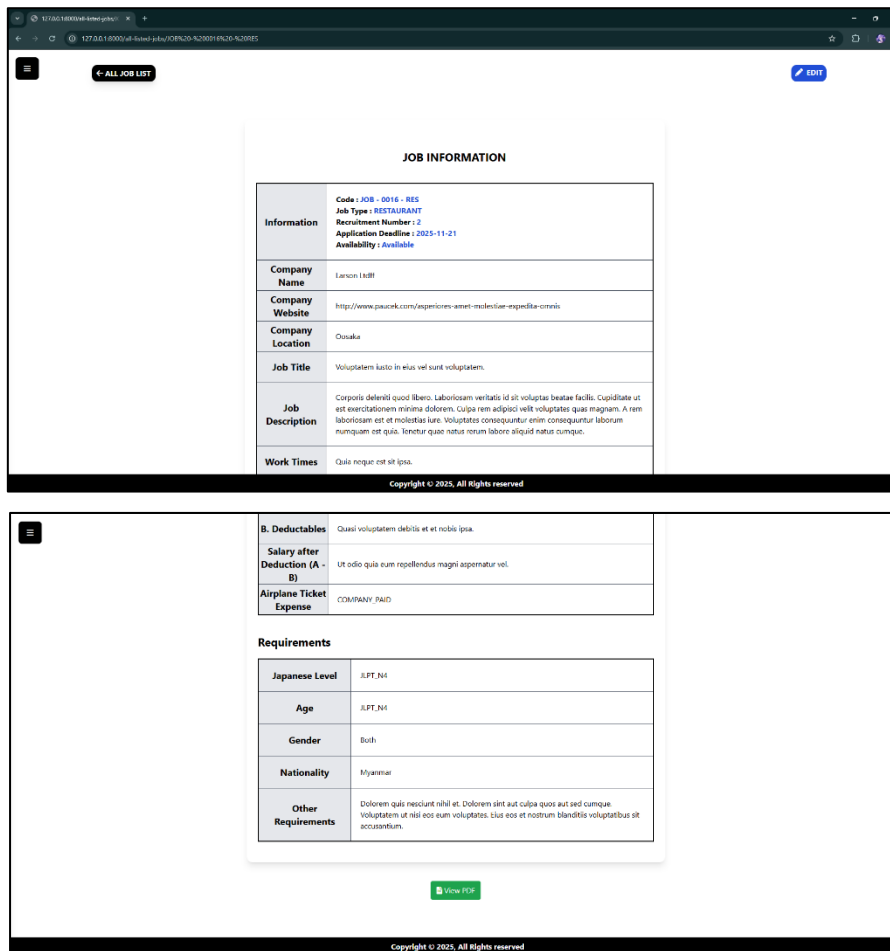 127.0.0.1:8000/all-listed-jobs/J
127.0.0.1:8000/all-listed-jobs/JOB%20-%200016%20-%20RES
← ALL JOB LIST
EDIT
JOB INFORMATION
Information
Code : JOB - 0016 - RES
Job Type : RESTAURANT
Recruitment Number : 2
Application Deadline : 2025-11-21
Availability : Available
Company
Name
Larson Ltdff
Company
Website
http://www.paucek.com/asperiores-amet-molestiae-expedita-omnis
Company
Location
Oosaka
Job Title
Voluptatem iusto in eius vel sunt voluptatem.
Job
Description
Corporis deleniti quod libero. Laboriosam veritatis id sit voluptas beatae facilis. Cupiditate ut
est exercitationem minima dolorem. Culpa rem adipisci velit voluptates quas magnam. A rem
laboriosam est et molestias iure. Voluptates consequuntur enim consequuntur laborum
numquam est quia. Tenetur quae natus rerum labore aliquid natus cumque.
Work Times
Quia neque est sit ipsa.
Copyright © 2025, All Rights reserved
B. Deductables
Quasi voluptatem debitis et et nobis ipsa.
Salary after
Deduction (A -
B)
Ut odio quia eum repellendus magni aspernatur vel.
Airplane Ticket
Expense
COMPANY_PAID
Requirements
Japanese Level
JLPT_N4
Age
JLPT_N4
Gender
Both
Nationality
Myanmar
Other
Requirements
Dolorem quis nesciunt nihil et. Dolorem sint aut culpa quos aut sed cumque.
Voluptatem ut nisi eos eum voluptates. Eius eos et nostrum blanditiis voluptatibus sit
accusantium.
View PDF
Copyright © 2025, All Rights reserved